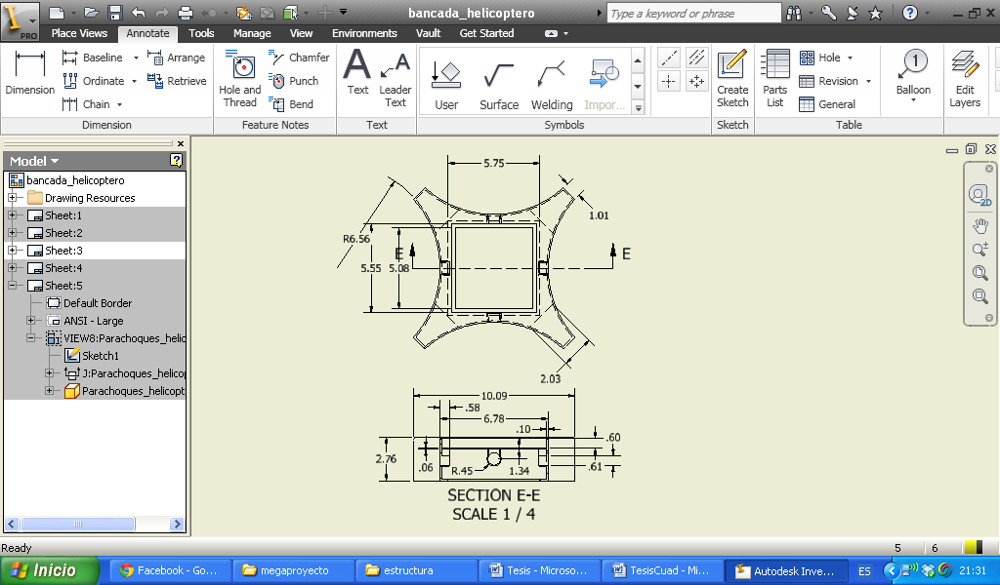 bancada_helicoptero
Type a keyword or phrase
PRO
Place Views Annotate Tools Manage View Environments Vault Get Started
Dimension
Baseline
Ordinate
Chain
Arrange
Retrieve
Hole and Thread
Chamfer
Punch
Bend
Text
Leader Text
User
Surface
Welding
Impor...
Create Sketch
Parts List
Hole
Revision
General
Balloon
Edit Layers
Dimension
Feature Notes
Text
Symbols
Sketch
Table
Model
bancada_helicoptero
Drawing Resources
Sheet:1
Sheet:2
Sheet:3
Sheet:4
Sheet:5
Default Border
ANSI - Large
VIEW8:Parachoques_helic
Sketch1
J:Parachoques_helicop
Parachoques_helicopt
5.75
1.01
R6.56
E
E
5.55
5.08
2.03
10.09
.58
6.78
.10
.60
2.76
.06
R.45
1.34
.61
SECTION E-E
SCALE 1 / 4
2D
Ready
5
6
Inicio
Facebook - Go...
megaproyecto
estructura
Tesis - Microso...
TesisCuad - Mi...
Autodesk Inve...
ES
21:31